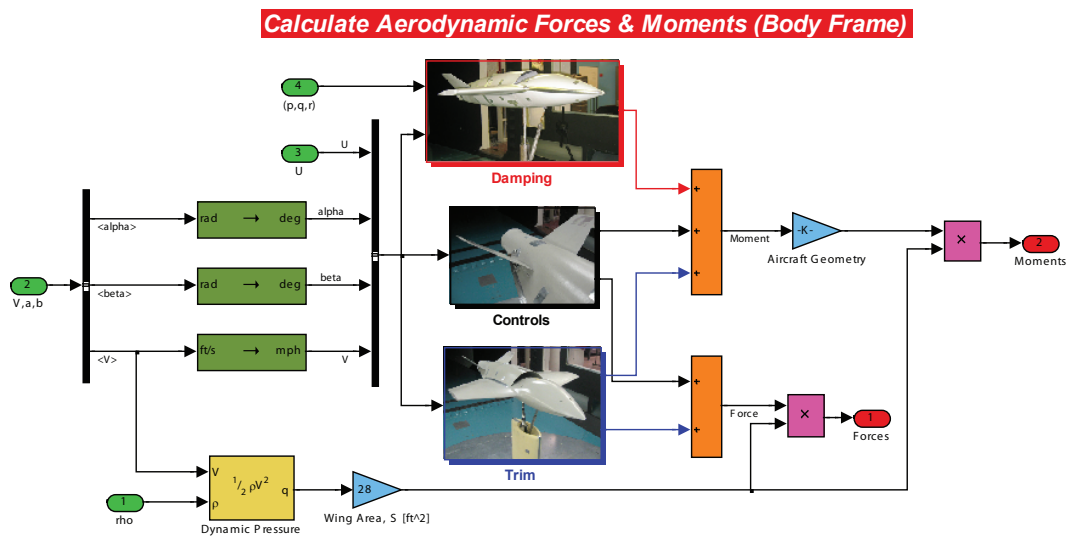 Calculate Aerodynamic Forces & Moments (Body Frame)
4
(p,q,r)
3
U
U
Damping
<alpha>
rad → deg
alpha
2
V,a,b
<beta>
rad → deg
beta
<V>
ft/s → mph
V
Controls
Trim
+
+
+
Moment
-K-
Aircraft Geometry
×
2
Moments
+
+
Force
×
1
Forces
V
ρ
1/2 ρV2
q
Dynamic Pressure
1
rho
28
Wing Area, S [ft^2]